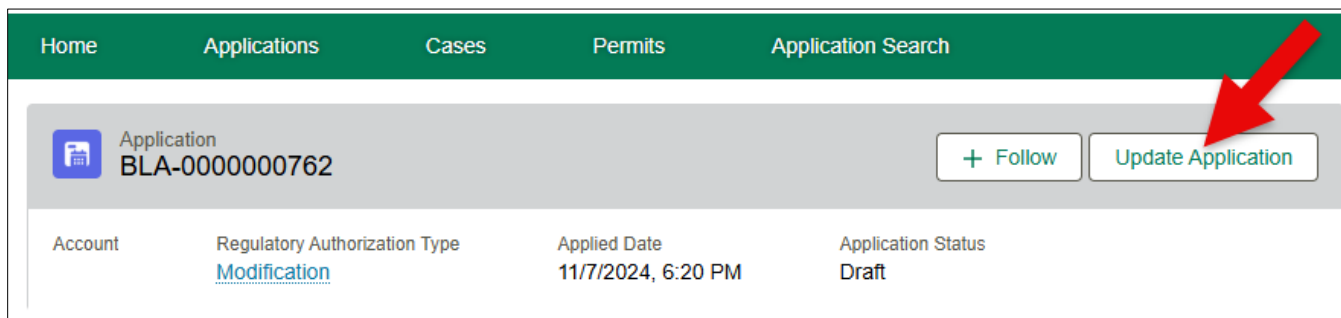 Home Applications Cases Permits Application Search
Application
BLA-0000000762
+ Follow Update Application
Account Regulatory Authorization Type Applied Date Application Status
Modification 11/7/2024, 6:20 PM Draft